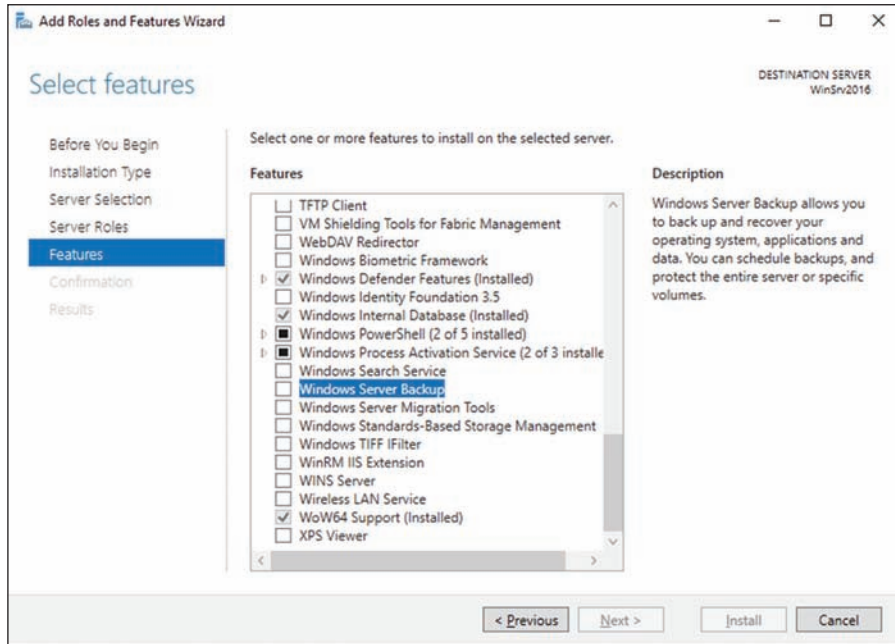 Add Roles and Features Wizard
Select features
DESTINATION SERVER
WinSrv2016
Before You Begin
Installation Type
Server Selection
Server Roles
Features
Confirmation
Results
Select one or more features to install on the selected server.
Features
TFTP Client
VM Shielding Tools for Fabric Management
WebDAV Redirector
Windows Biometric Framework
Windows Defender Features (Installed)
Windows Identity Foundation 3.5
Windows Internal Database (Installed)
Windows PowerShell (2 of 5 installed)
Windows Process Activation Service (2 of 3 installe
Windows Search Service
Windows Server Backup
Windows Server Migration Tools
Windows Standards-Based Storage Management
Windows TIFF IFilter
WinRM IIS Extension
WINS Server
Wireless LAN Service
WoW64 Support (Installed)
XPS Viewer
Description
Windows Server Backup allows you
to back up and recover your
operating system, applications and
data. You can schedule backups, and
protect the entire server or specific
volumes.
< Previous
Next >
Install
Cancel